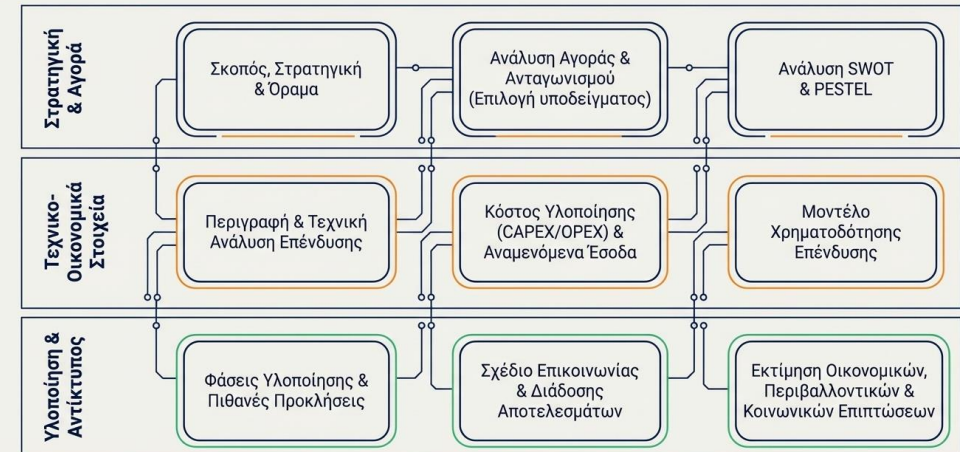 Στρατηγική
& Αγορά
Σκοπός, Στρατηγική
& Όραμα
Ανάλυση Αγοράς &
Ανταγωνισμού
(Επιλογή υποδείγματος)
Ανάλυση SWOT
& PESTEL
Τεχνικο-
Οικονομικά
Στοιχεία
Περιγραφή & Τεχνική
Ανάλυση Επένδυσης
Κόστος Υλοποίησης
(CAPEX/OPEX) &
Αναμενόμενα Έσοδα
Μοντέλο
Χρηματοδότησης
Επένδυσης
Υλοποίηση &
Αντίκτυπος
Φάσεις Υλοποίησης &
Πιθανές Προκλήσεις
Σχέδιο Επικοινωνίας
& Διάδοσης
Αποτελεσμάτων
Εκτίμηση Οικονομικών,
Περιβαλλοντικών &
Κοινωνικών Επιπτώσεων